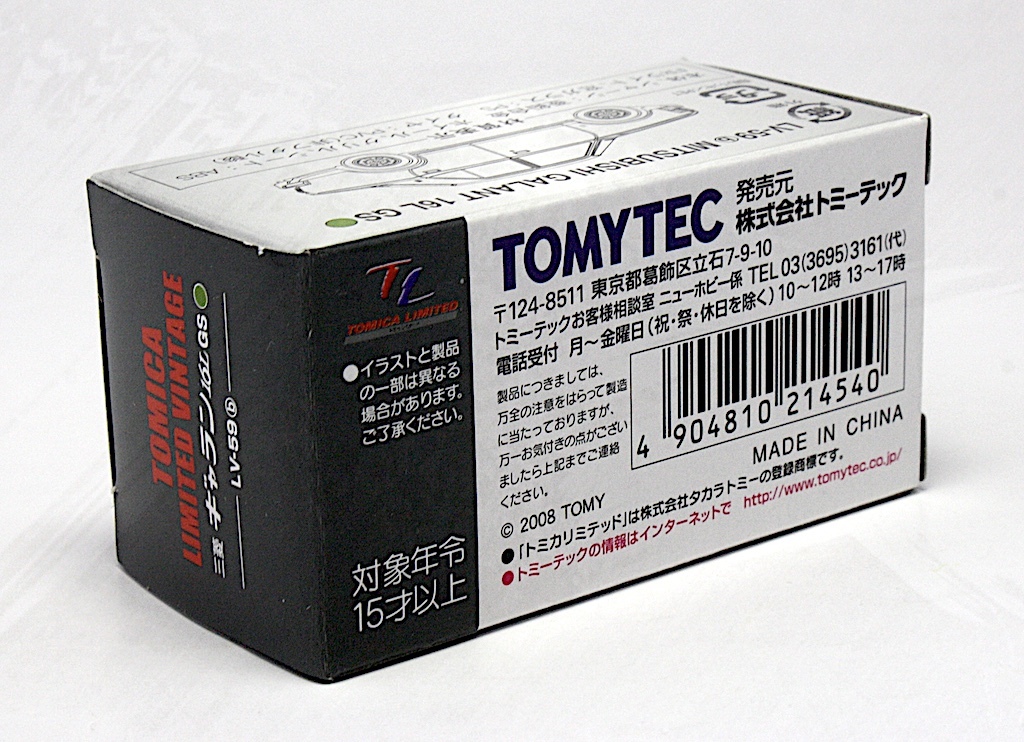 LV-59ⓑ MITSUBISHI GALANT 16L GS
TOMICA
LIMITED VINTAGE
三菱 ギャラン16L GS
LV-59ⓑ
TL
TOMICA LIMITED
●イラストと製品
の一部は異なる
場合があります。
ご了承ください。
対象年令
15才以上
TOMYTEC
発売元
株式会社トミーテック
〒124-8511 東京都葛飾区立石7-9-10
トミーテックお客様相談室 ニューホビー係 TEL 03(3695)3161(代)
電話受付 月〜金曜日(祝・祭・休日を除く) 10〜12時 13〜17時
製品につきましては、
万全の注意をはらって製造
に当たっておりますが、
万一お気付きの点がござい
ましたら上記までご連絡
ください。
4 904810 214540
MADE IN CHINA
© 2008 TOMY
●「トミカリミテッド」は株式会社タカラトミーの登録商標です。
●トミーテックの情報はインターネットで http://www.tomytec.co.jp/